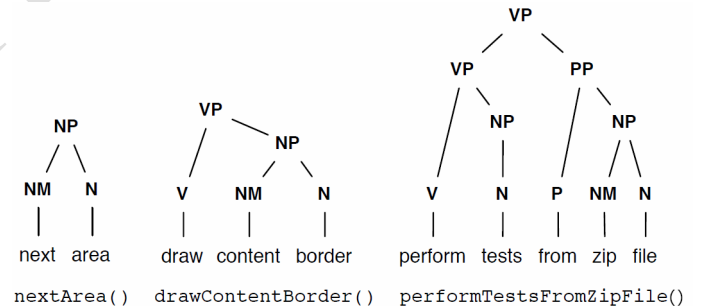 VP
VP PP
VP
NP NP NP
NP
NM N V NM N V N P NM N
next area draw content border perform tests from zip file
nextArea() drawContentBorder() performTestsFromZipFile()